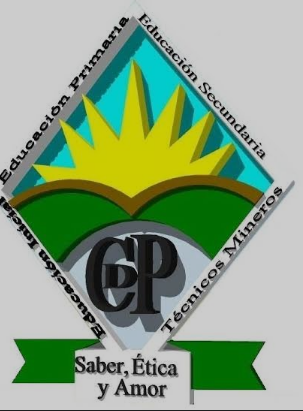 Educación Primaria
Educación Secundaria
Educación Inicial
Técnicos Mineros
CDP
Saber, Ética
y Amor